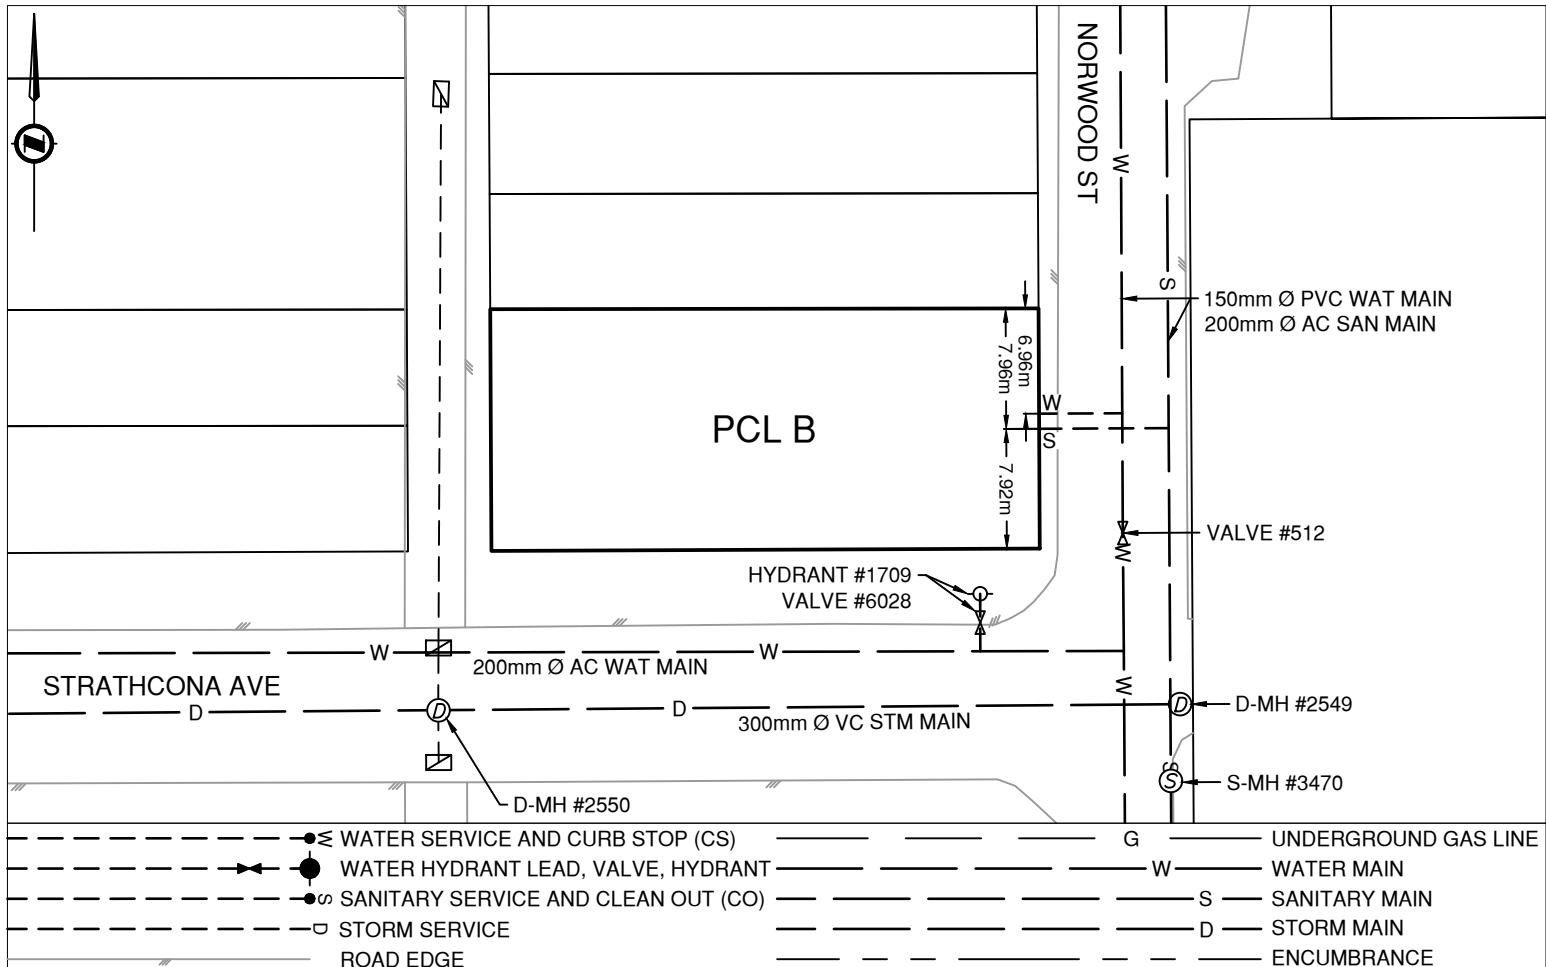 NORWOOD ST
W
S
150mm Ø PVC WAT MAIN
200mm Ø AC SAN MAIN
6.96m
7.96m
PCL B
W
S
7.92m
VALVE #512
W
HYDRANT #1709
VALVE #6028
W
W
200mm Ø AC WAT MAIN
W
STRATHCONA AVE
D
D
D
D
D-MH #2549
300mm Ø VC STM MAIN
S
S
S-MH #3470
D-MH #2550
W WATER SERVICE AND CURB STOP (CS)
WATER HYDRANT LEAD, VALVE, HYDRANT
S SANITARY SERVICE AND CLEAN OUT (CO)
D STORM SERVICE
ROAD EDGE
G UNDERGROUND GAS LINE
W WATER MAIN
S SANITARY MAIN
D STORM MAIN
ENCUMBRANCE